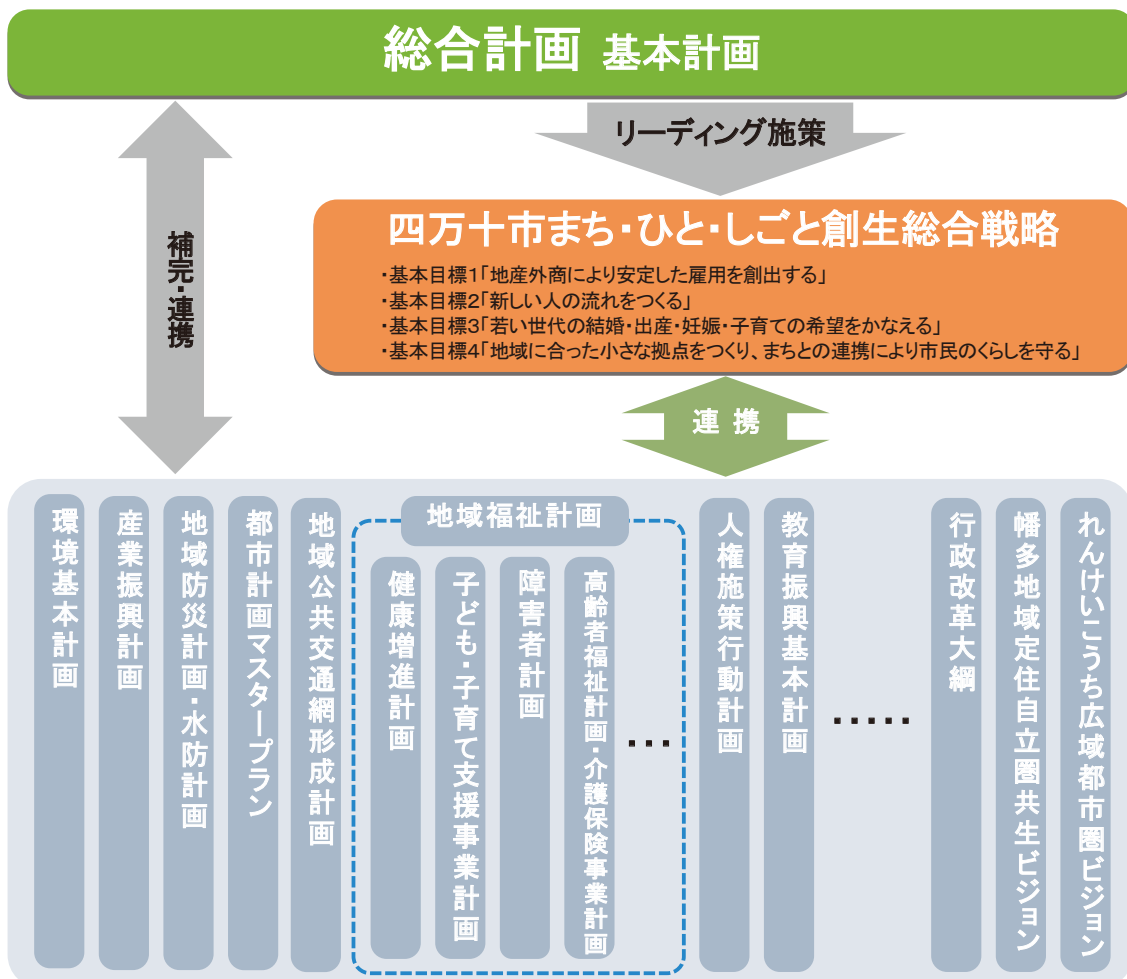 総合計画 基本計画
リーディング施策
補完・連携
四万十市まち・ひと・しごと創生総合戦略
・基本目標1「地産外商により安定した雇用を創出する」
・基本目標2「新しい人の流れをつくる」
・基本目標3「若い世代の結婚・出産・妊娠・子育ての希望をかなえる」
・基本目標4「地域に合った小さな拠点をつくり、まちとの連携により市民のくらしを守る」
連携
環境基本計画
産業振興計画
地域防災計画・水防計画
都市計画マスタープラン
地域公共交通網形成計画
地域福祉計画
健康増進計画
子ども・子育て支援事業計画
障害者計画
高齢者福祉計画・介護保険事業計画
…
人権施策行動計画
教育振興基本計画
・・・・・
行政改革大綱
幡多地域定住自立圏共生ビジョン
れんけいこうち広域都市圏ビジョン